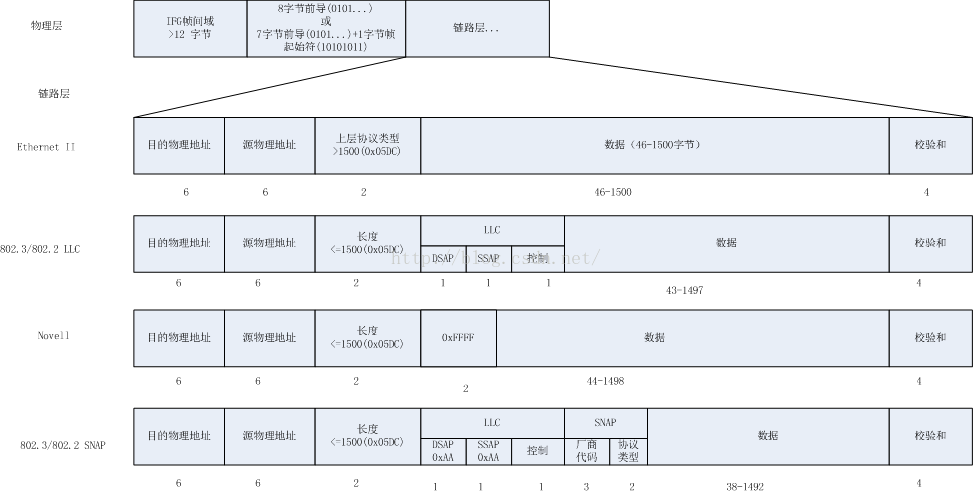 物理层
IFG帧间域
>12 字节
8字节前导(0101...)
或
7字节前导(0101...)+1字节帧
起始符(10101011)
链路层...
链路层
Ethernet II
目的物理地址
源物理地址
上层协议类型
>1500(0x05DC)
数据（46-1500字节）
校验和
6
6
2
46-1500
4
802.3/802.2 LLC
目的物理地址
源物理地址
长度
<=1500(0x05DC)
LLC
DSAP
SSAP
控制
数据
校验和
http://blog.csdn.net/
6
6
2
1
1
1
43-1497
4
Novell
目的物理地址
源物理地址
长度
<=1500(0x05DC)
0xFFFF
数据
校验和
6
6
2
2
44-1498
4
802.3/802.2 SNAP
目的物理地址
源物理地址
长度
<=1500(0x05DC)
LLC
DSAP
0xAA
SSAP
0xAA
控制
SNAP
厂商
代码
协议
类型
数据
校验和
6
6
2
1
1
1
3
2
38-1492
4